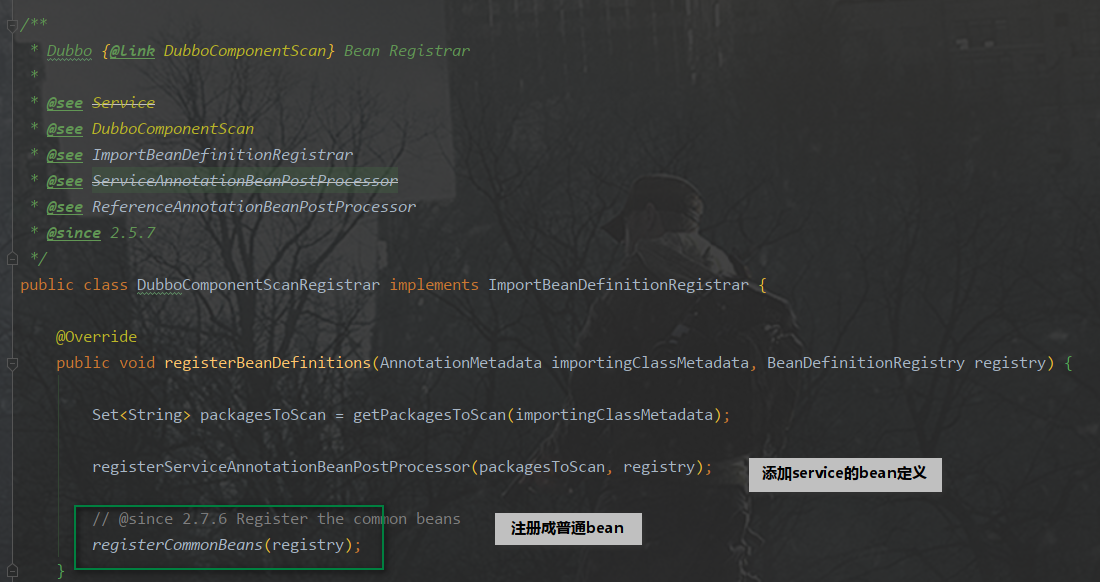 /**
 * Dubbo {@link DubboComponentScan} Bean Registrar
 *
 * @see Service
 * @see DubboComponentScan
 * @see ImportBeanDefinitionRegistrar
 * @see ServiceAnnotationBeanPostProcessor
 * @see ReferenceAnnotationBeanPostProcessor
 * @since 2.5.7
 */
public class DubboComponentScanRegistrar implements ImportBeanDefinitionRegistrar {
    @Override
    public void registerBeanDefinitions(AnnotationMetadata importingClassMetadata, BeanDefinitionRegistry registry) {
        Set<String> packagesToScan = getPackagesToScan(importingClassMetadata);
        registerServiceAnnotationBeanPostProcessor(packagesToScan, registry);
添加service的bean定义
        // @since 2.7.6 Register the common beans
注册成普通bean
        registerCommonBeans(registry);
    }